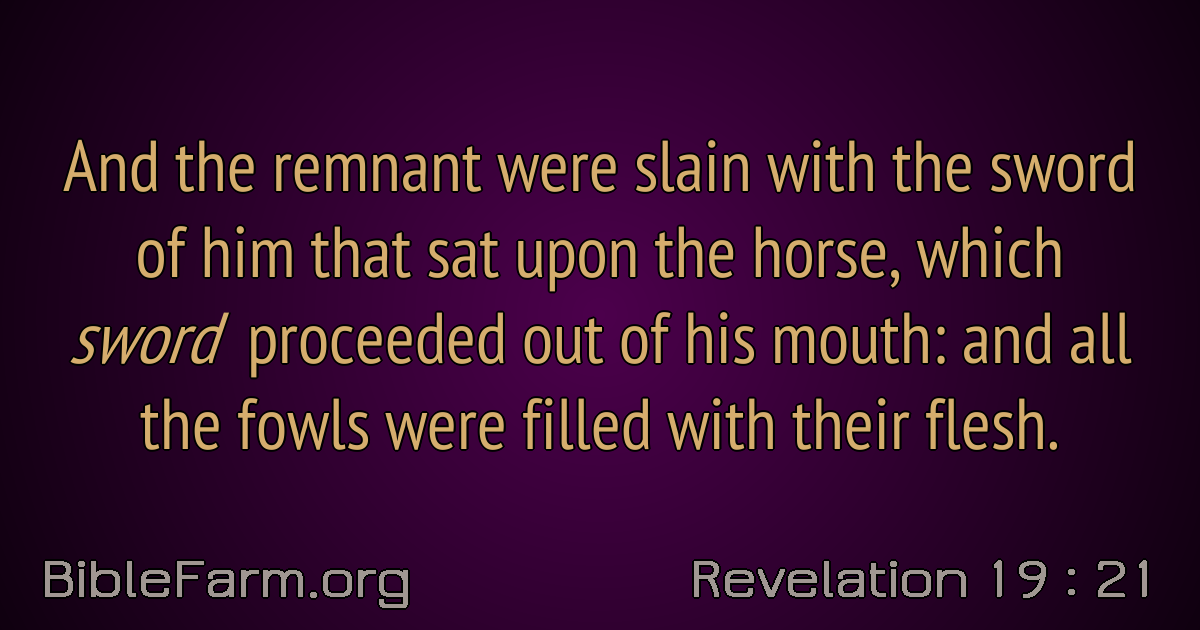 And the remnant were slain with the sword
of him that sat upon the horse, which
sword proceeded out of his mouth: and all
the fowls were filled with their flesh.
BibleFarm.org
Revelation 19 : 21